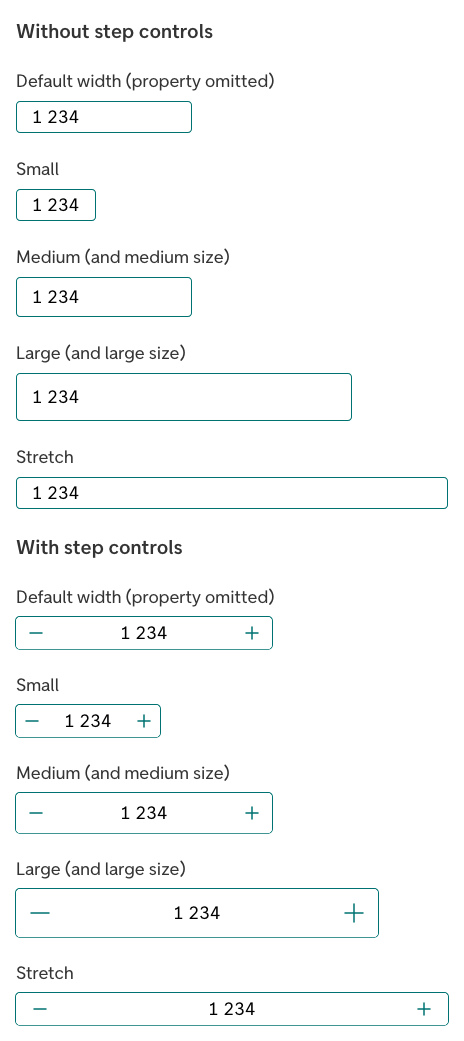 Without step controls
Default width (property omitted)
1 234
Small
1 234
Medium (and medium size)
1 234
Large (and large size)
1 234
Stretch
1 234
With step controls
Default width (property omitted)
− 1 234 +
Small
− 1 234 +
Medium (and medium size)
− 1 234 +
Large (and large size)
− 1 234 +
Stretch
− 1 234 +